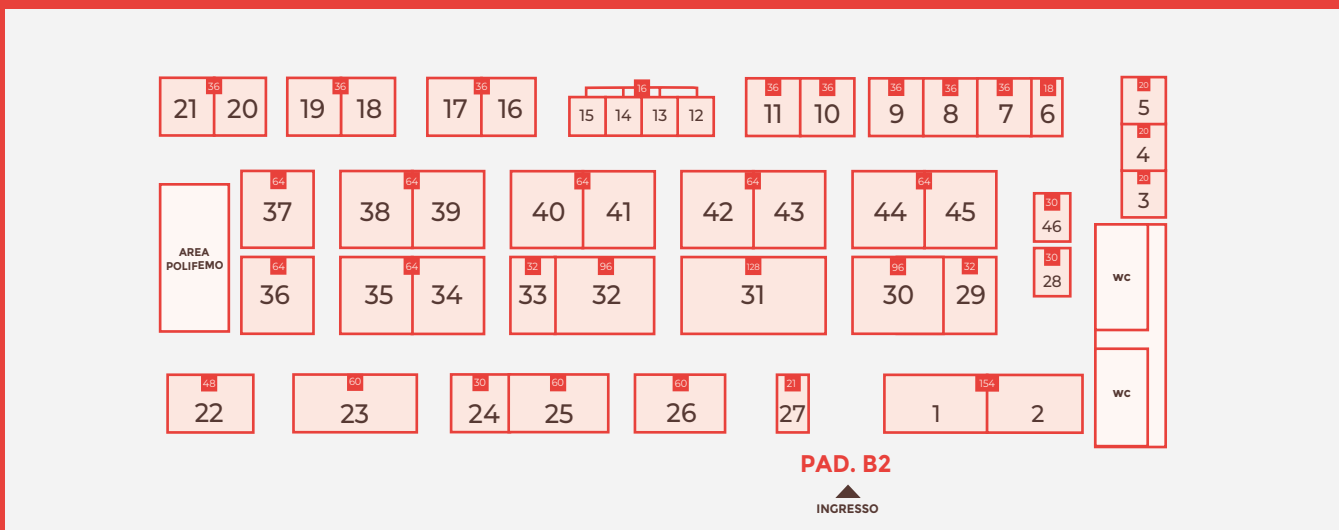 36 36 36 16 36 36 36 36 36 18 20
21 20 19 18 17 16 15 14 13 12 11 10 9 8 7 6 5
20
4
64 64 64 64 64 20
37 38 39 40 41 42 43 44 45 3
30
46
AREA
POLIFEMO
64 64 32 96 128 96 32 30
36 35 34 33 32 31 30 29 28
WC
48 60 30 60 60 21 154
22 23 24 25 26 27 1 2
WC
PAD. B2
INGRESSO